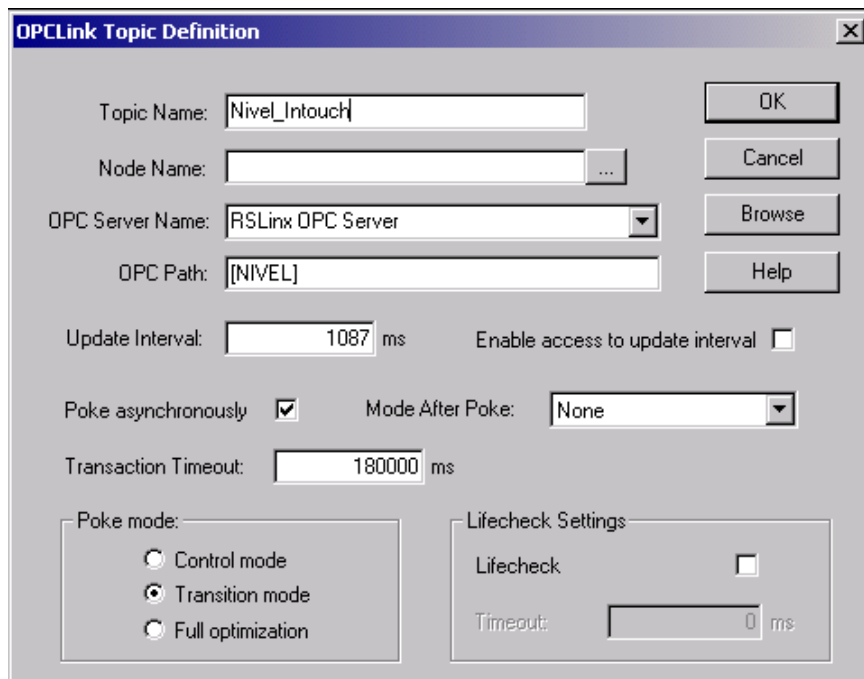 OPCLink Topic Definition
Topic Name: Nivel_Intouch
OK
Node Name: ...
Cancel
OPC Server Name: RSLinx OPC Server
Browse
OPC Path: [NIVEL]
Help
Update Interval: 1087 ms Enable access to update interval
Poke asynchronously Mode After Poke: None
Transaction Timeout: 180000 ms
Poke mode:
Control mode
Transition mode
Full optimization
Lifecheck Settings
Lifecheck
Timeout: 0 ms